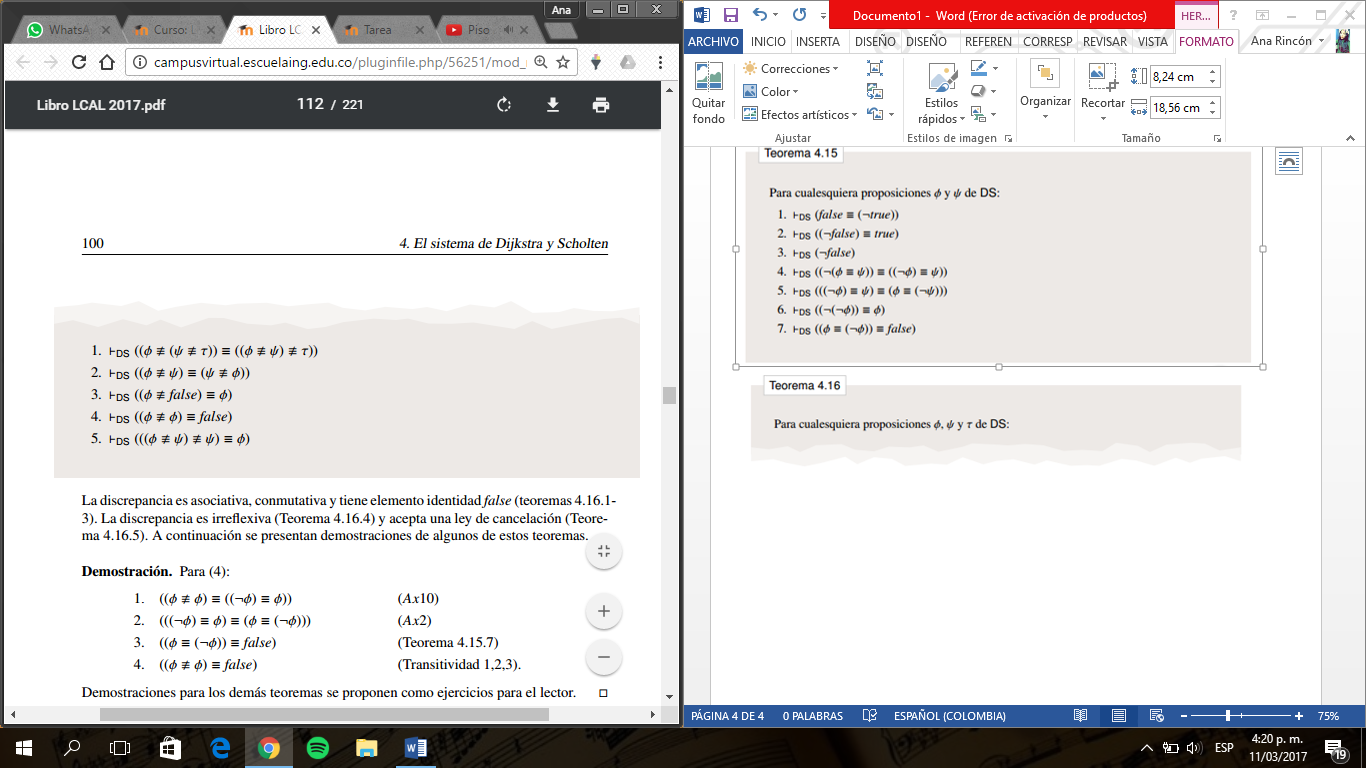 Ana
WhatsA
Curso: L
Libro LC
Tarea
Piso
campusvirtual.escuelaing.edu.co/pluginfile.php/56251/mod_
Libro LCAL 2017.pdf
112 / 221
100
4. El sistema de Dijkstra y Scholten
1. ⊢DS ((ϕ ≢ (ψ ≢ τ)) ≡ ((ϕ ≢ ψ) ≢ τ))
2. ⊢DS ((ϕ ≢ ψ) ≡ (ψ ≢ ϕ))
3. ⊢DS ((ϕ ≢ false) ≡ ϕ)
4. ⊢DS ((ϕ ≢ ϕ) ≡ false)
5. ⊢DS (((ϕ ≢ ψ) ≢ ψ) ≡ ϕ)
La discrepancia es asociativa, conmutativa y tiene elemento identidad false (teoremas 4.16.1-
3). La discrepancia es irreflexiva (Teorema 4.16.4) y acepta una ley de cancelación (Teore-
ma 4.16.5). A continuación se presentan demostraciones de algunos de estos teoremas.
Demostración. Para (4):
1. ((ϕ ≢ ϕ) ≡ ((¬ϕ) ≡ ϕ)) (Ax10)
2. (((¬ϕ) ≡ ϕ) ≡ (ϕ ≡ (¬ϕ))) (Ax2)
3. ((ϕ ≡ (¬ϕ)) ≡ false) (Teorema 4.15.7)
4. ((ϕ ≢ ϕ) ≡ false) (Transitividad 1,2,3).
Demostraciones para los demás teoremas se proponen como ejercicios para el lector. □
Documento1 - Word (Error de activación de productos)
HER...
ARCHIVO INICIO INSERTA DISEÑO DISEÑO REFEREN CORRESP REVISAR VISTA FORMATO Ana Rincón
Quitar fondo
Correcciones
Color
Efectos artísticos
Ajustar
Estilos rápidos
Estilos de imagen
Organizar
Recortar
8,24 cm
18,56 cm
Tamaño
Teorema 4.15
Para cualesquiera proposiciones ϕ y ψ de DS:
1. ⊢DS (false ≡ (¬true))
2. ⊢DS ((¬false) ≡ true)
3. ⊢DS (¬false)
4. ⊢DS ((¬(ϕ ≡ ψ)) ≡ ((¬ϕ) ≡ ψ))
5. ⊢DS (((¬ϕ) ≡ ψ) ≡ (ϕ ≡ (¬ψ)))
6. ⊢DS ((¬(¬ϕ)) ≡ ϕ)
7. ⊢DS ((ϕ ≡ (¬ϕ)) ≡ false)
Teorema 4.16
Para cualesquiera proposiciones ϕ, ψ y τ de DS:
PÁGINA 4 DE 4 0 PALABRAS ESPAÑOL (COLOMBIA) 75%
ESP
4:20 p. m.
11/03/2017
19